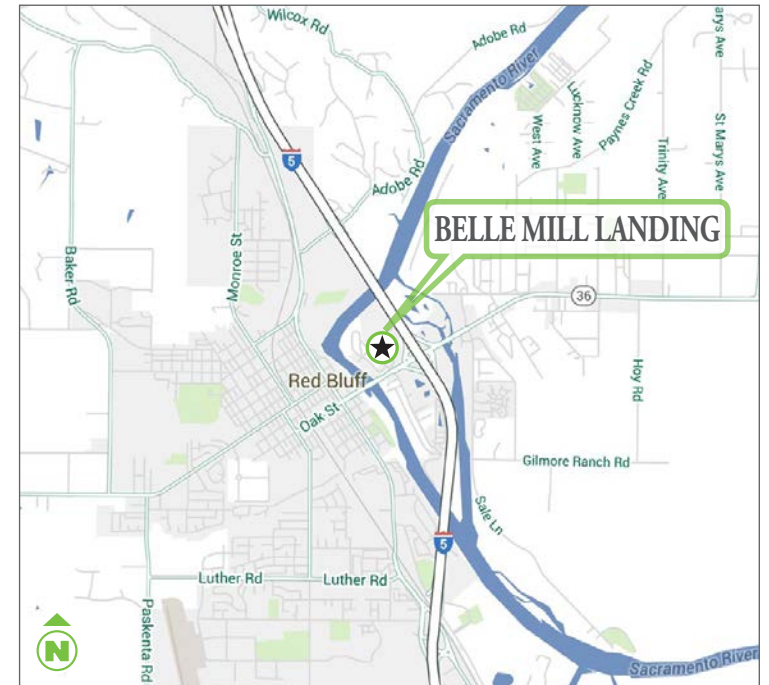 Wilcox Rd
Adobe Rd
arys Ave
Sacramento River
Lucknow Ave
Paynes Creek Rd
West Ave
Trinity Ave
St Marys Ave
5
Adobe Rd
BELLE MILL LANDING
Baker Rd
Monroe St
36
Red Bluff
Oak St
Hoy Rd
Gilmore Ranch Rd
Sale Ln
5
Luther Rd
Luther Rd
Paskenta Rd
N
Sacramento River